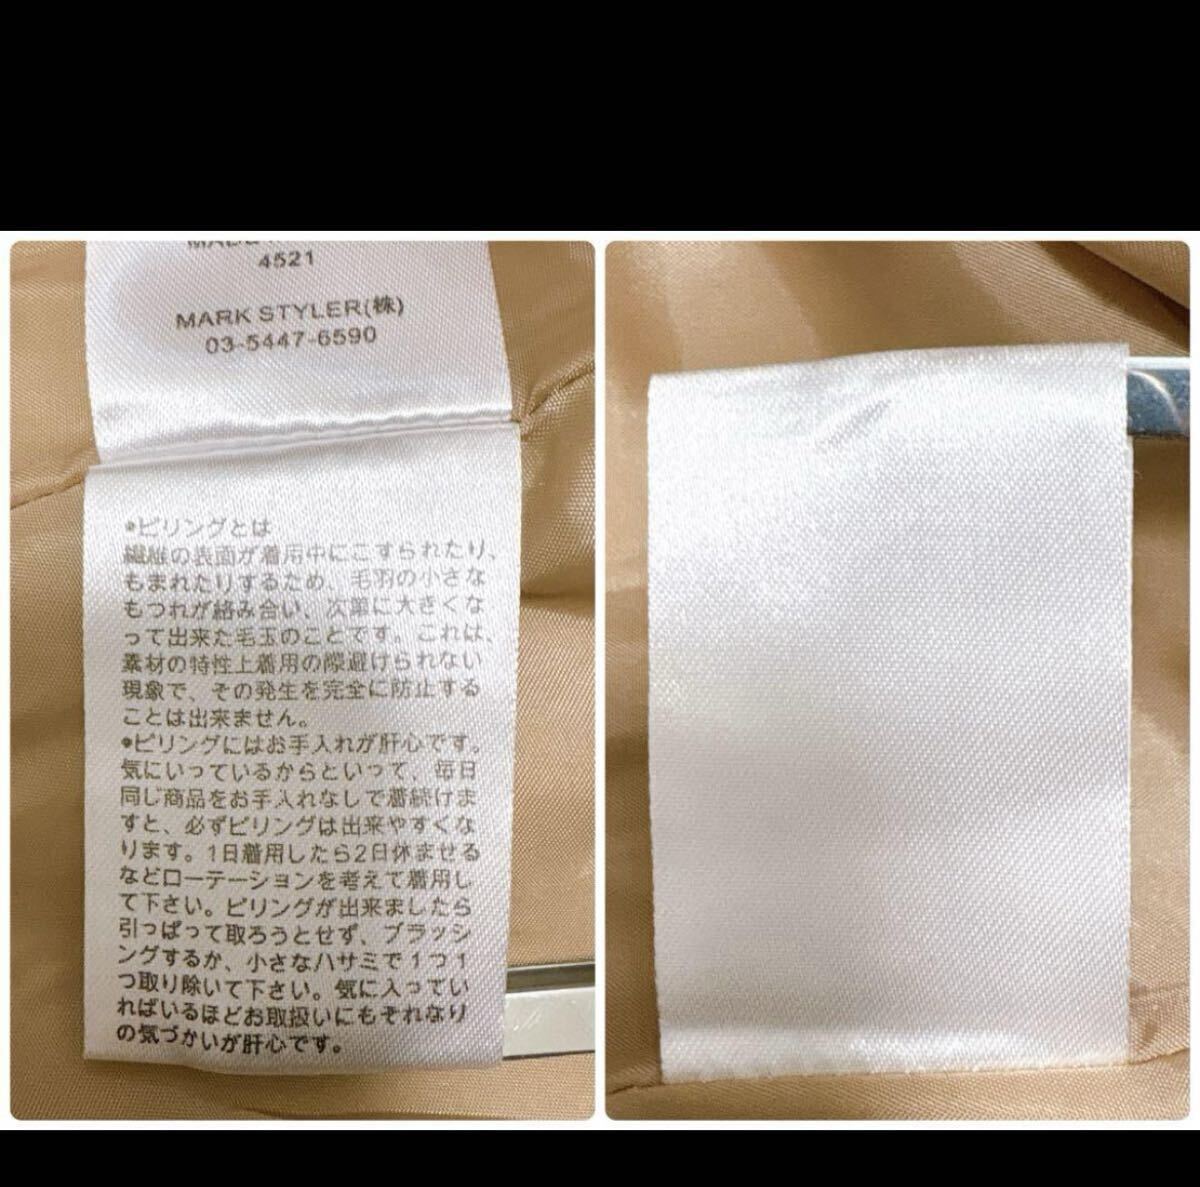 4521
MARK STYLER(株)
03-5447-6590
*ピリングとは
繊維の表面が着用中にこすられたり、
もまれたりするため、毛羽の小さな
もつれが絡み合い、次第に大きくな
って出来た毛玉のことです。これは、
素材の特性上着用の際避けられない
現象で、その発生を完全に防止する
ことは出来ません。
*ピリングにはお手入れが肝心です。
気にいっているからといって、毎日
同じ商品をお手入れなしで着続けま
すと、必ずピリングは出来やすくな
ります。1日着用したら2日休ませる
などローテーションを考えて着用し
て下さい。ピリングが出来ましたら
引っぱって取ろうとせず、ブラッシ
ングするか、小さなハサミで1つ1
つ取り除いて下さい。気に入ってい
ればいるほどお取扱いにもそれなり
の気づかいが肝心です。